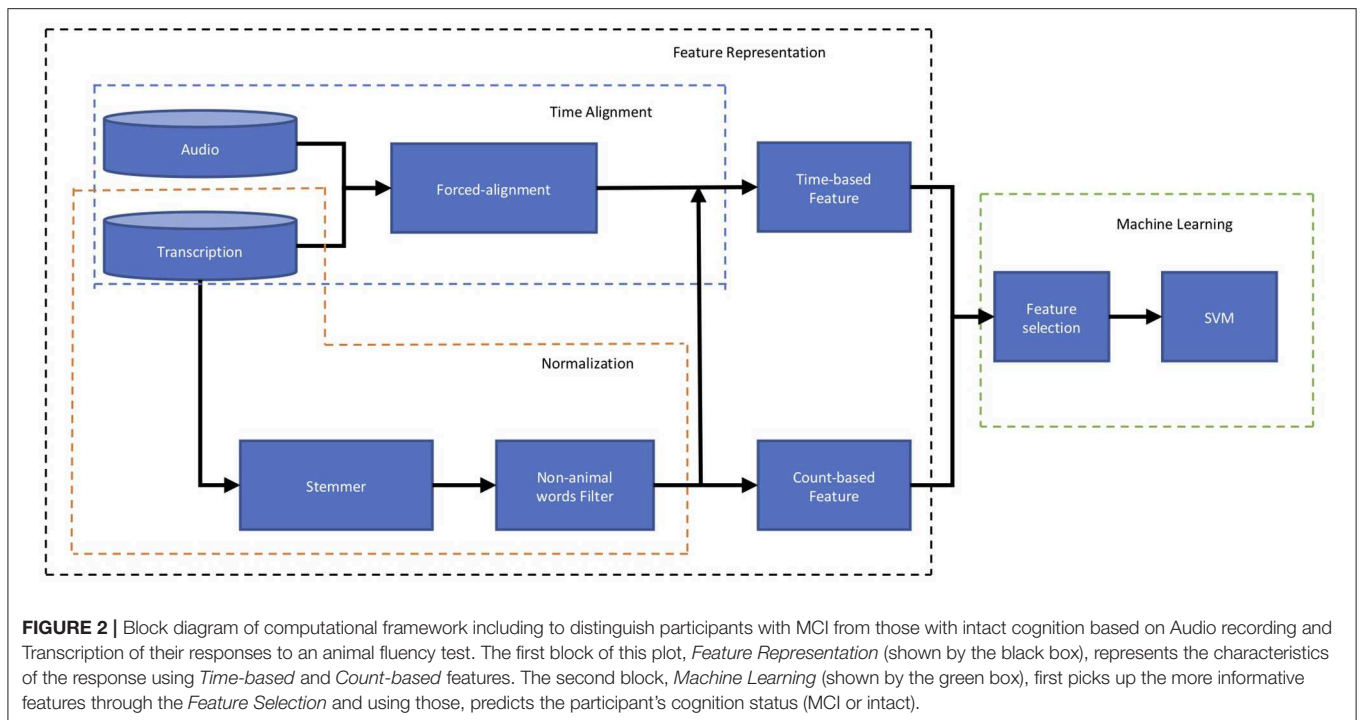 Feature Representation
Time Alignment
Audio
Forced-alignment
Time-based
Feature
Transcription
Machine Learning
Feature
selection
SVM
Normalization
Stemmer
Non-animal
words Filter
Count-based
Feature
FIGURE 2 | Block diagram of computational framework including to distinguish participants with MCI from those with intact cognition based on Audio recording and
Transcription of their responses to an animal fluency test. The first block of this plot, Feature Representation (shown by the black box), represents the characteristics
of the response using Time-based and Count-based features. The second block, Machine Learning (shown by the green box), first picks up the more informative
features through the Feature Selection and using those, predicts the participant's cognition status (MCI or intact).